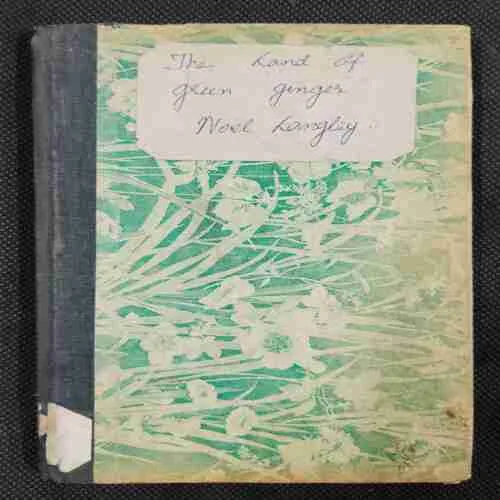 The Land of
green ginger
Noel Langley.